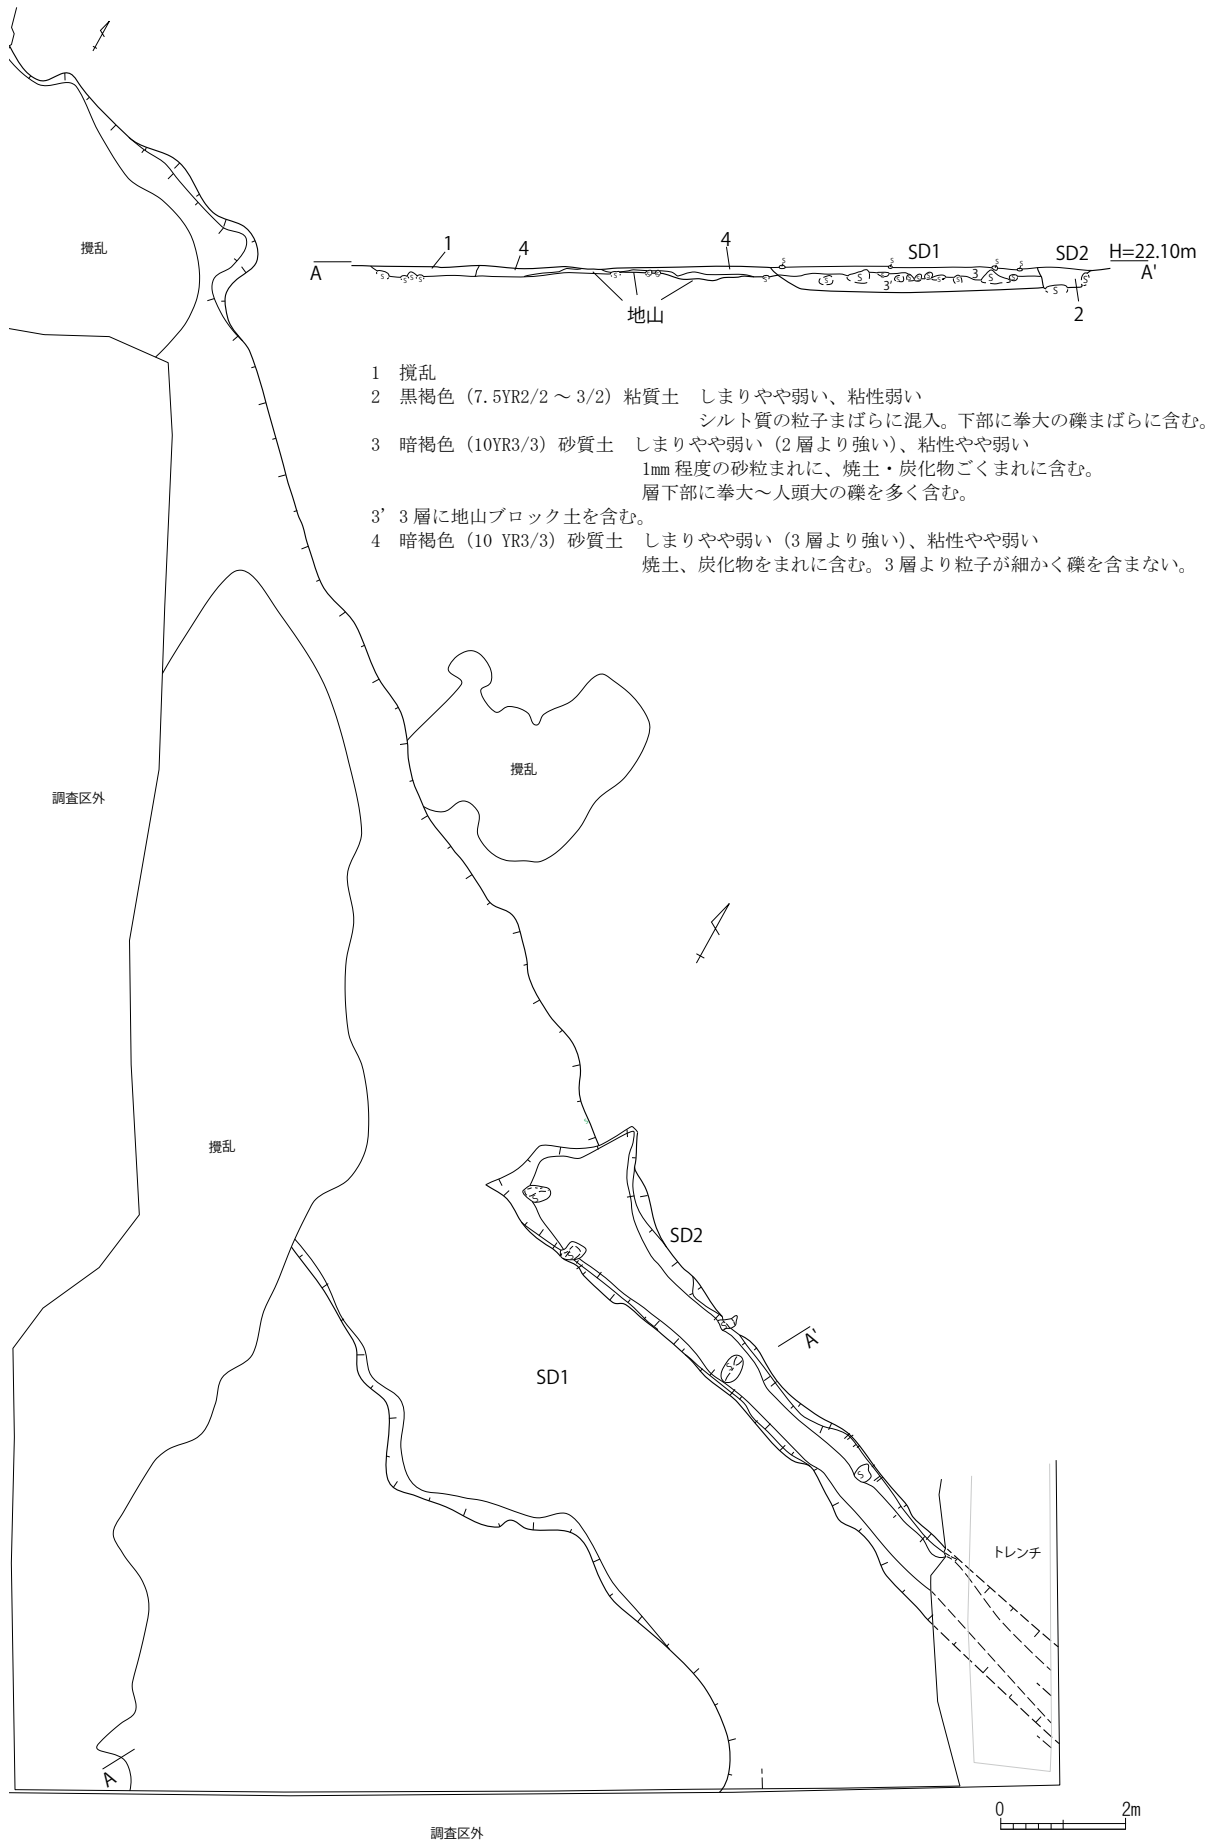 攪乱
1
4
4
SD1
SD2
H=22.10m
A
A'
3
3'
2
地山
1 攪乱
2 黒褐色（7.5YR2/2～3/2）粘質土 しまりやや弱い、粘性弱い
シルト質の粒子まばらに混入。下部に拳大の礫まばらに含む。
3 暗褐色（10YR3/3）砂質土 しまりやや弱い（2層より強い）、粘性やや弱い
1mm程度の砂粒まれに、焼土・炭化物ごくまれに含む。
層下部に拳大～人頭大の礫を多く含む。
3' 3層に地山ブロック土を含む。
4 暗褐色（10 YR3/3）砂質土 しまりやや弱い（3層より強い）、粘性やや弱い
焼土、炭化物をまれに含む。3層より粒子が細かく礫を含まない。
攪乱
調査区外
攪乱
SD2
A'
SD1
トレンチ
A
0 2m
調査区外